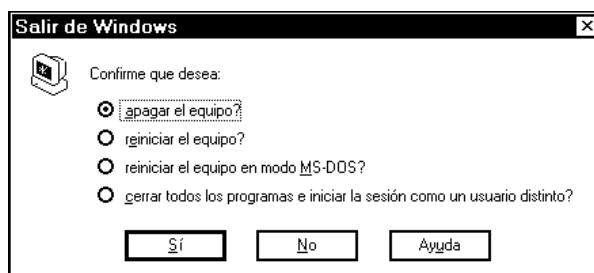 Salir de Windows
Confirme que desea:
apagar el equipo?
reiniciar el equipo?
reiniciar el equipo en modo MS-DOS?
cerrar todos los programas e iniciar la sesión como un usuario distinto?
Sí No Ayuda